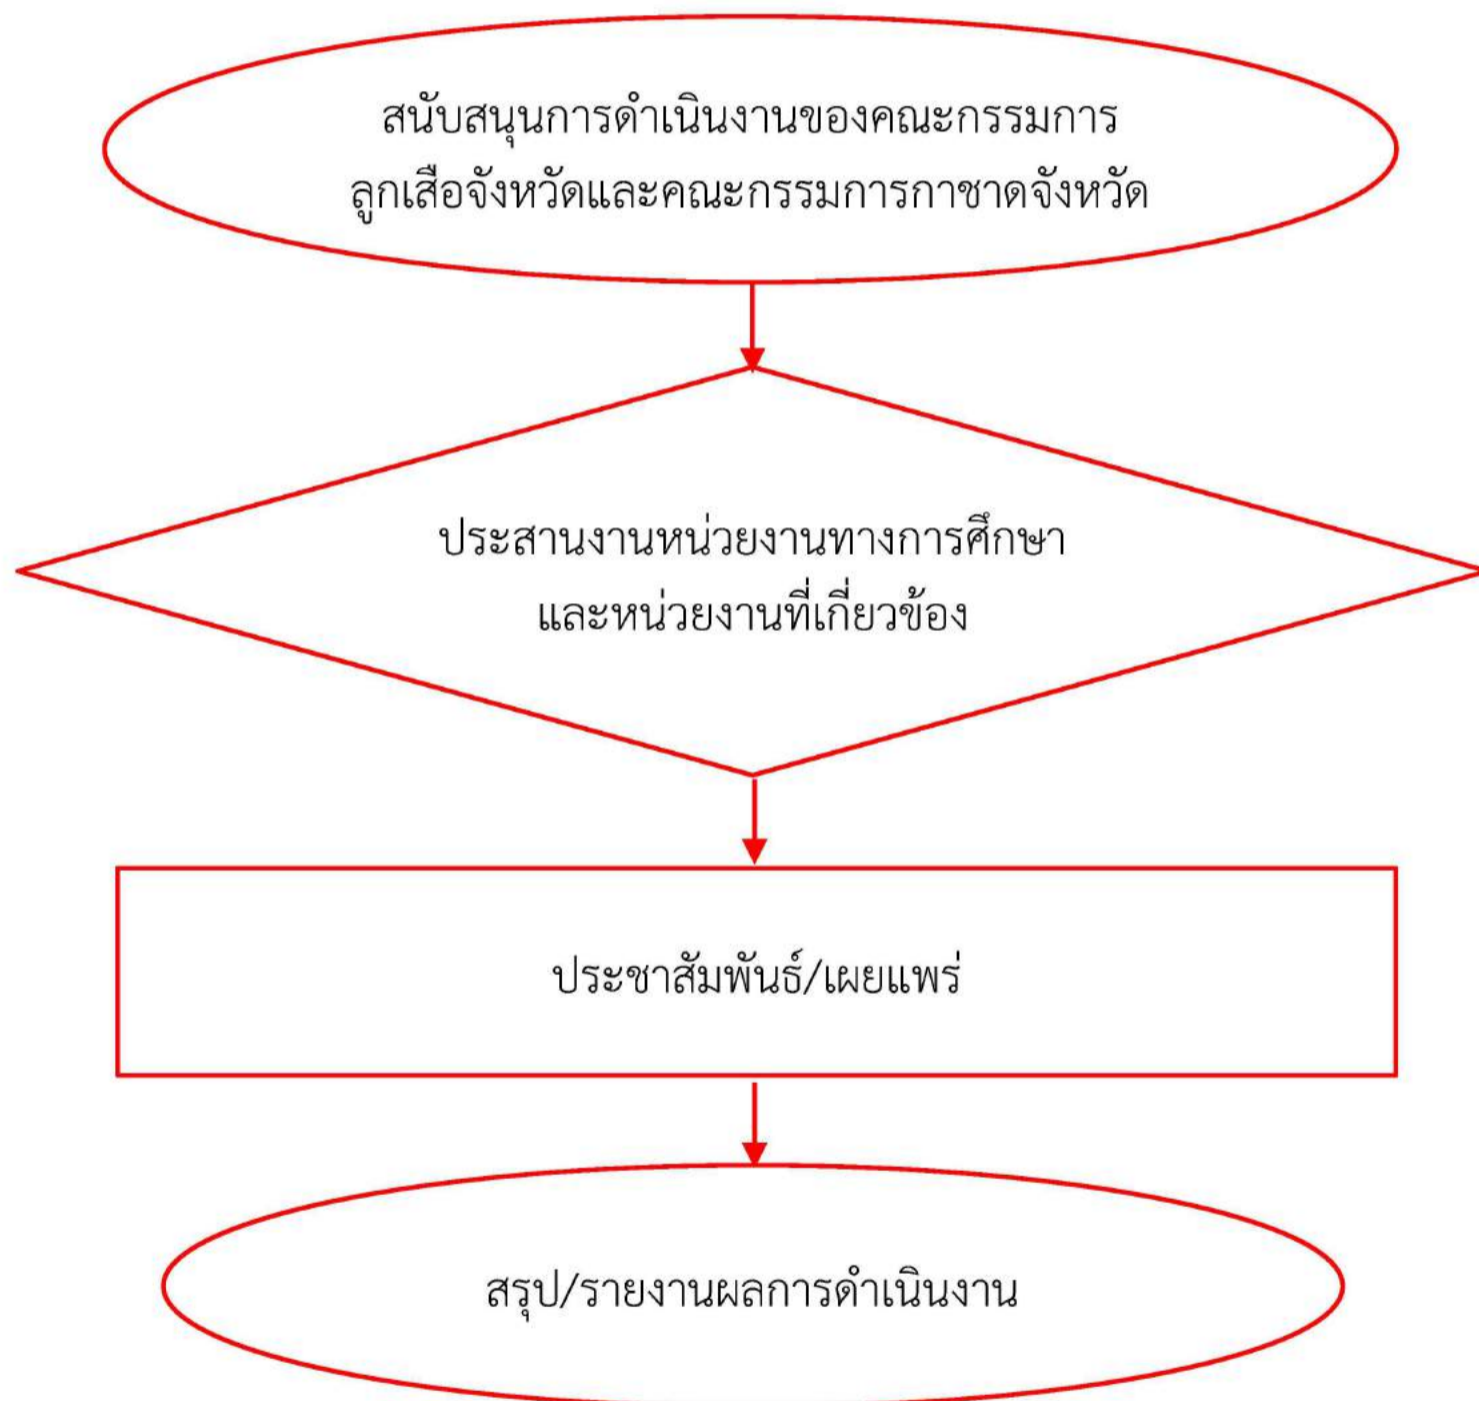 สนับสนุนการดำเนินงานของคณะกรรมการ
ลูกเสือจังหวัดและคณะกรรมการกาชาดจังหวัด
ประสานงานหน่วยงานทางการศึกษา
และหน่วยงานที่เกี่ยวข้อง
ประชาสัมพันธ์/เผยแพร่
สรุป/รายงานผลการดำเนินงาน